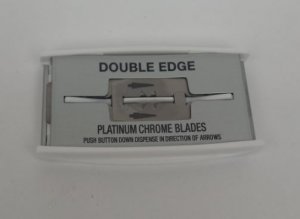 DOUBLE EDGE
PLATINUM CHROME BLADES
PUSH BUTTON DOWN DISPENSE IN DIRECTION OF ARROWS